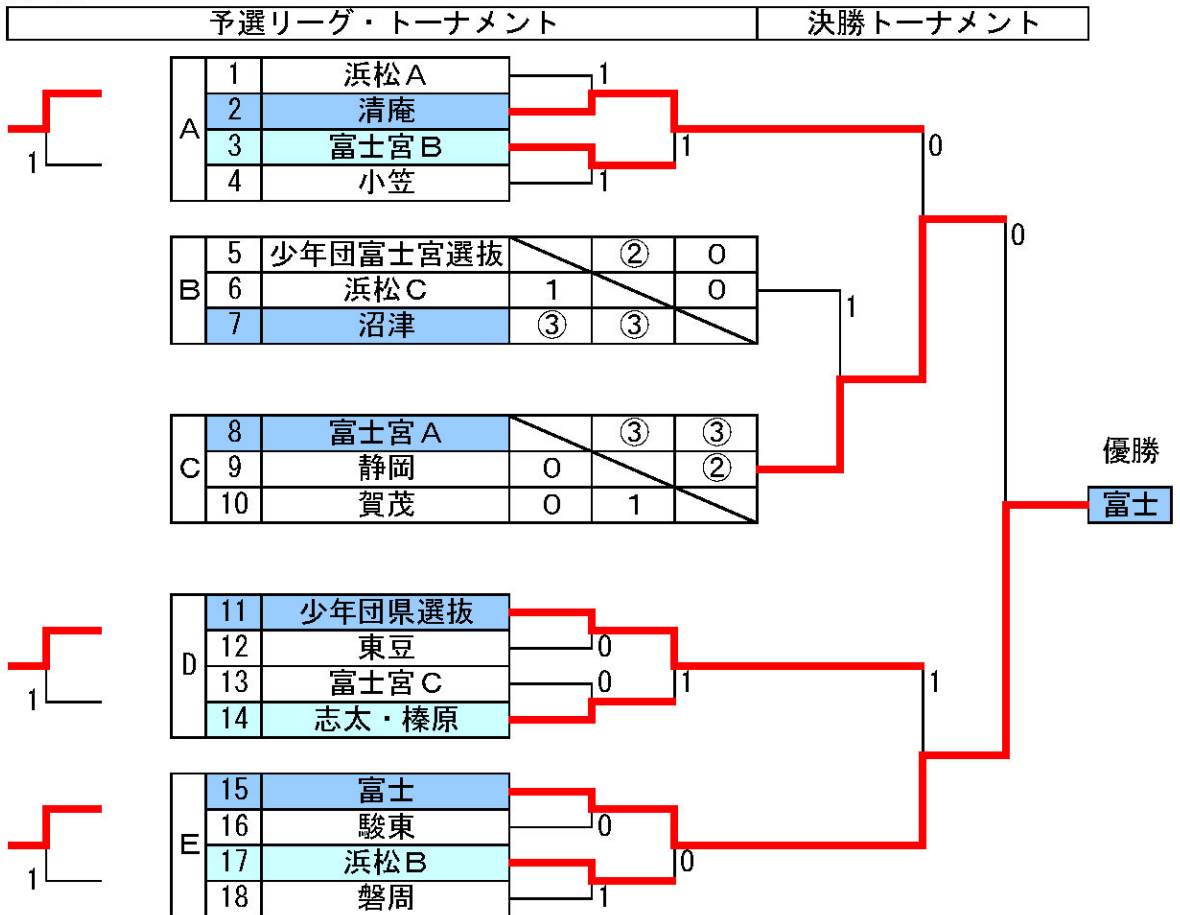 予選リーグ・トーナメント 決勝トーナメント
A
1 浜松A 1
2 清庵
3 富士宮B
4 小笠 1
1
1
0
0
B
5 少年団富士宮選抜 ② 0
6 浜松C 1 0
7 沼津 ③ ③
1
C
8 富士宮A ③ ③
9 静岡 0 ②
10 賀茂 0 1
優勝
富士
D
11 少年団県選抜
12 東豆 0
13 富士宮C 0
14 志太・榛原
1
1
1
E
15 富士
16 駿東 0
17 浜松B
18 磐周 1
1
0